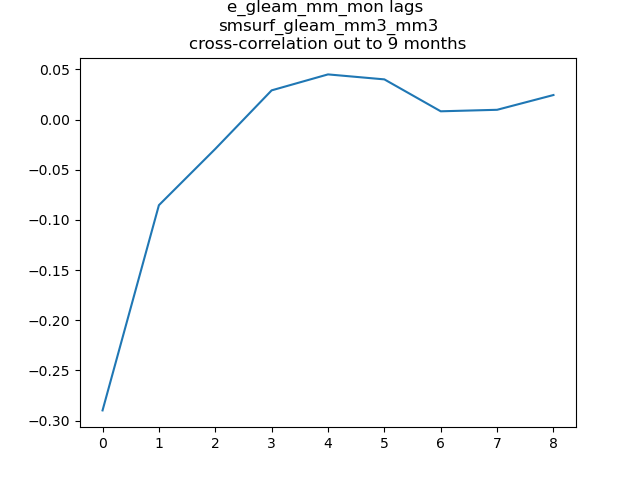 e_gleam_mm_mon lags
smsurf_gleam_mm3_mm3
cross-correlation out to 9 months
0.05
0.00
−0.05
−0.10
−0.15
−0.20
−0.25
−0.30
0 1 2 3 4 5 6 7 8